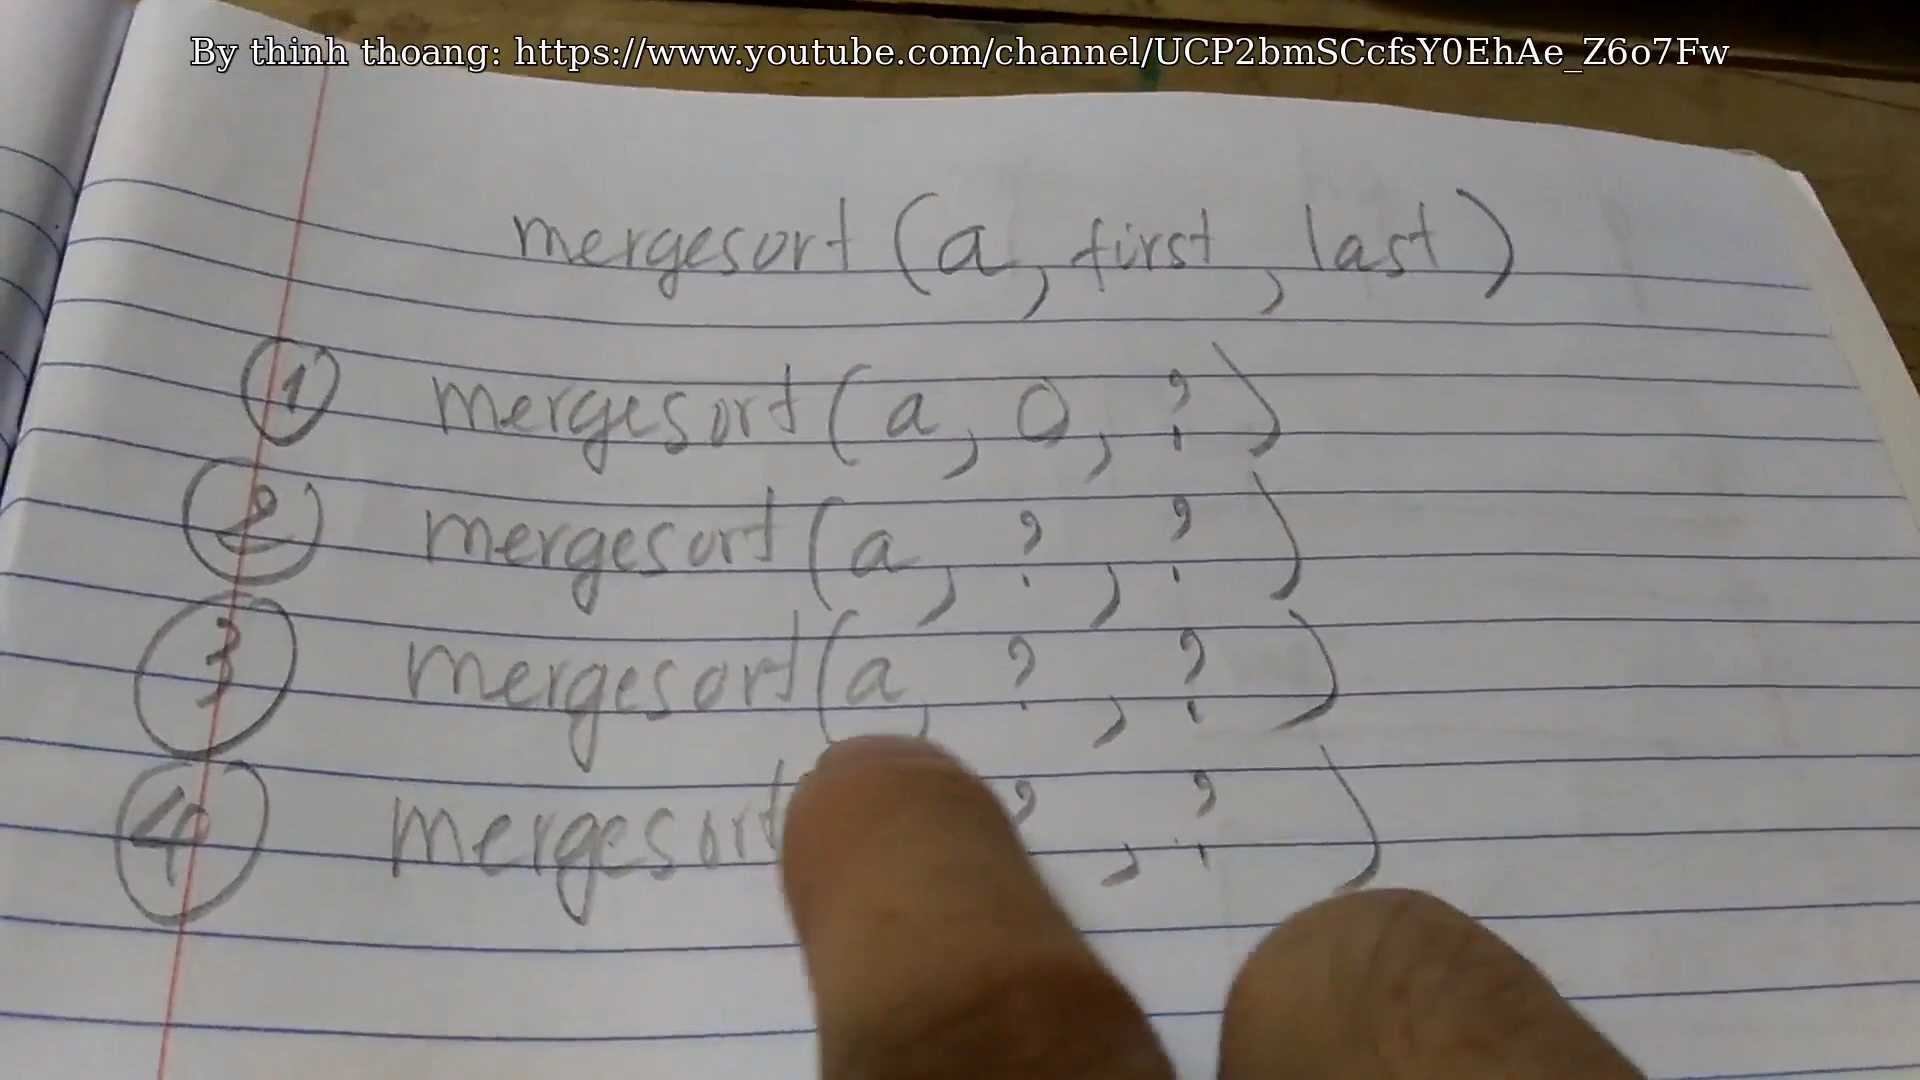 By thinh thoang: https://www.youtube.com/channel/UCP2bmSCcfsY0EhAe_Z6o7Fw
mergesort (a, first, last)
1 mergesort (a, 0, ?)
2 mergesort (a, ?, ?)
3 mergesort (a, ?, ?)
4 mergesort ?, ?)